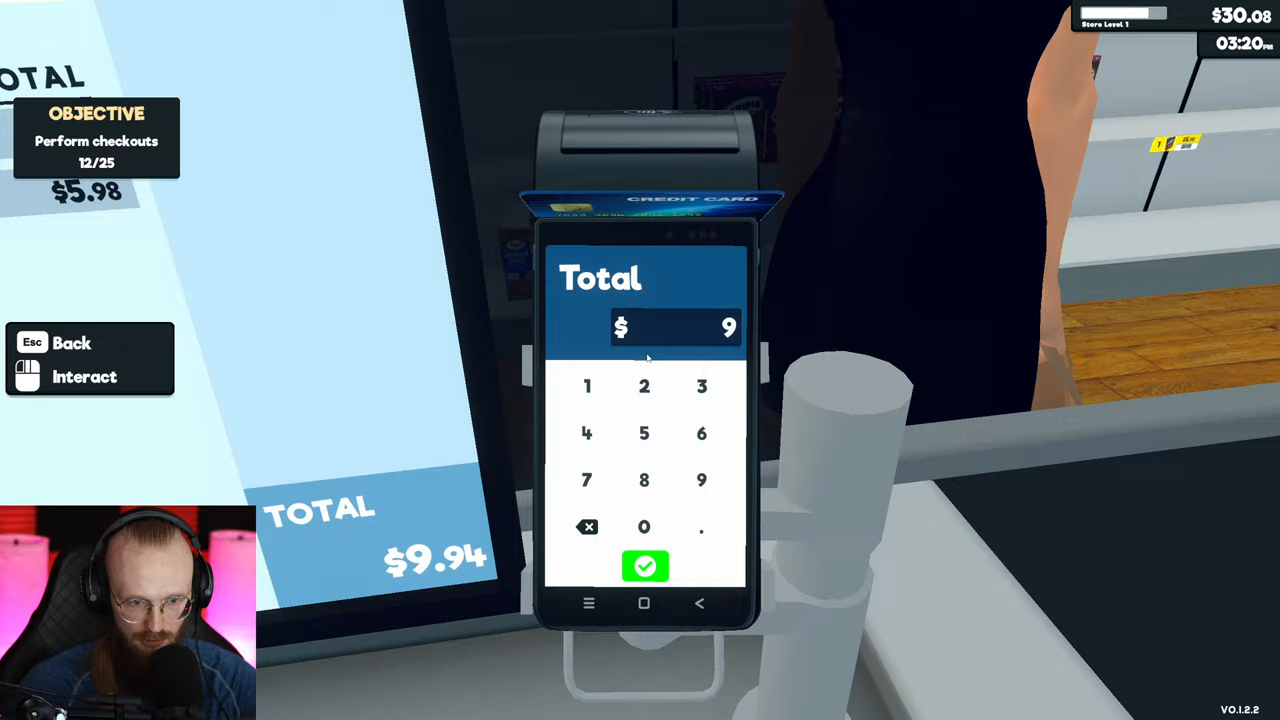 OTAL
OBJECTIVE
Perform checkouts
12/25
$5.98
Esc Back
Interact
TOTAL
$9.94
CREDIT CARD
Total
$ 9
1 2 3
4 5 6
7 8 9
0 .
Store Level 1
$30.08
03:20PM
V0.1.2.2